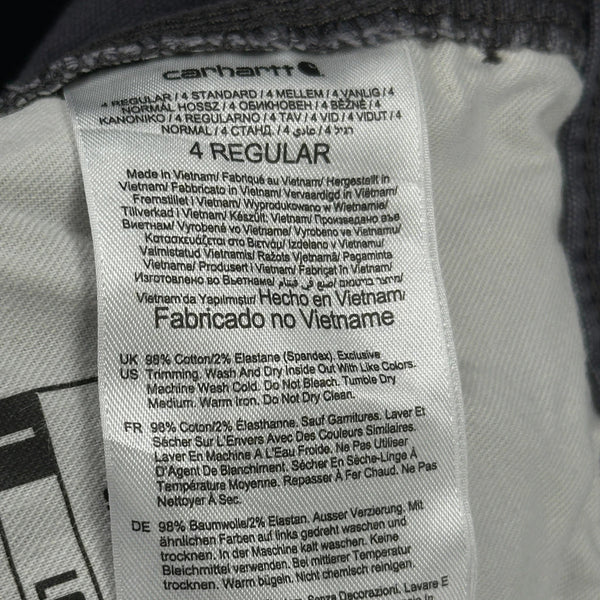 carhartt
4 REGULAR / 4 STANDARD / 4 MELLEM / 4 VANLIG / 4
NORMAL HOSSZ / 4 ОБИКНОВЕН / 4 BĚŽNÉ / 4
KANONIKO / 4 REGULARNO / 4 TAV / 4 VID / 4 VIDUT / 4
NORMAL / 4 СТАНД. / 4 عادي / 4 רגיל
4 REGULAR
Made in Vietnam/ Fabriqué au Vietnam/ Hergestellt in
Vietnam/ Fabbricato in Vietnam/ Vervaardigd in Vietnam/
Fremstillet i Vietnam/ Wyprodukowano w Wietnamie/
Tillverkad i Vietnam/ Készült: Vietnam/ Произведено във
Виетнам/ Vyrobené vo Vietname/ Vyrobeno ve Vietnamu/
Κατασκευάζεται στο Βιετνάμ/ Izdelano v Vietnamu/
Valmistatud Vietnamis/ Ražots Vjetnamā/ Pagaminta
Vietname/ Produsert i Vietnam/ Fabricat în Vietnam/
Изготовлено во Вьетнаме/ صنع في فيتنام/ מיוצר בווייטנאם/
Vietnam'da Yapılmıştır/ Hecho en Vietnam/
Fabricado no Vietname
UK 98% Cotton/2% Elastane (Spandex). Exclusive
US Trimming. Wash And Dry Inside Out With Like Colors.
Machine Wash Cold. Do Not Bleach. Tumble Dry
Medium. Warm Iron. Do Not Dry Clean.
FR 98% Coton/2% Élasthanne. Sauf Garnitures. Laver Et
Sécher Sur L'Envers Avec Des Couleurs Similaires.
Laver En Machine À L'Eau Froide. Ne Pas Utiliser
D'Agent De Blanchiment. Sécher En Sèche-Linge À
Température Moyenne. Repasser À Fer Chaud. Ne Pas
Nettoyer À Sec.
DE 98% Baumwolle/2% Elastan. Ausser Verzierung. Mit
ähnlichen Farben auf links gedreht waschen und
trocknen. In der Maschine kalt waschen. Keine
Bleichmittel verwenden. Bei mittlerer Temperatur
trocknen. Warm bügeln. Nicht chemisch reinigen.
Senza Decorazioni. Lavare E